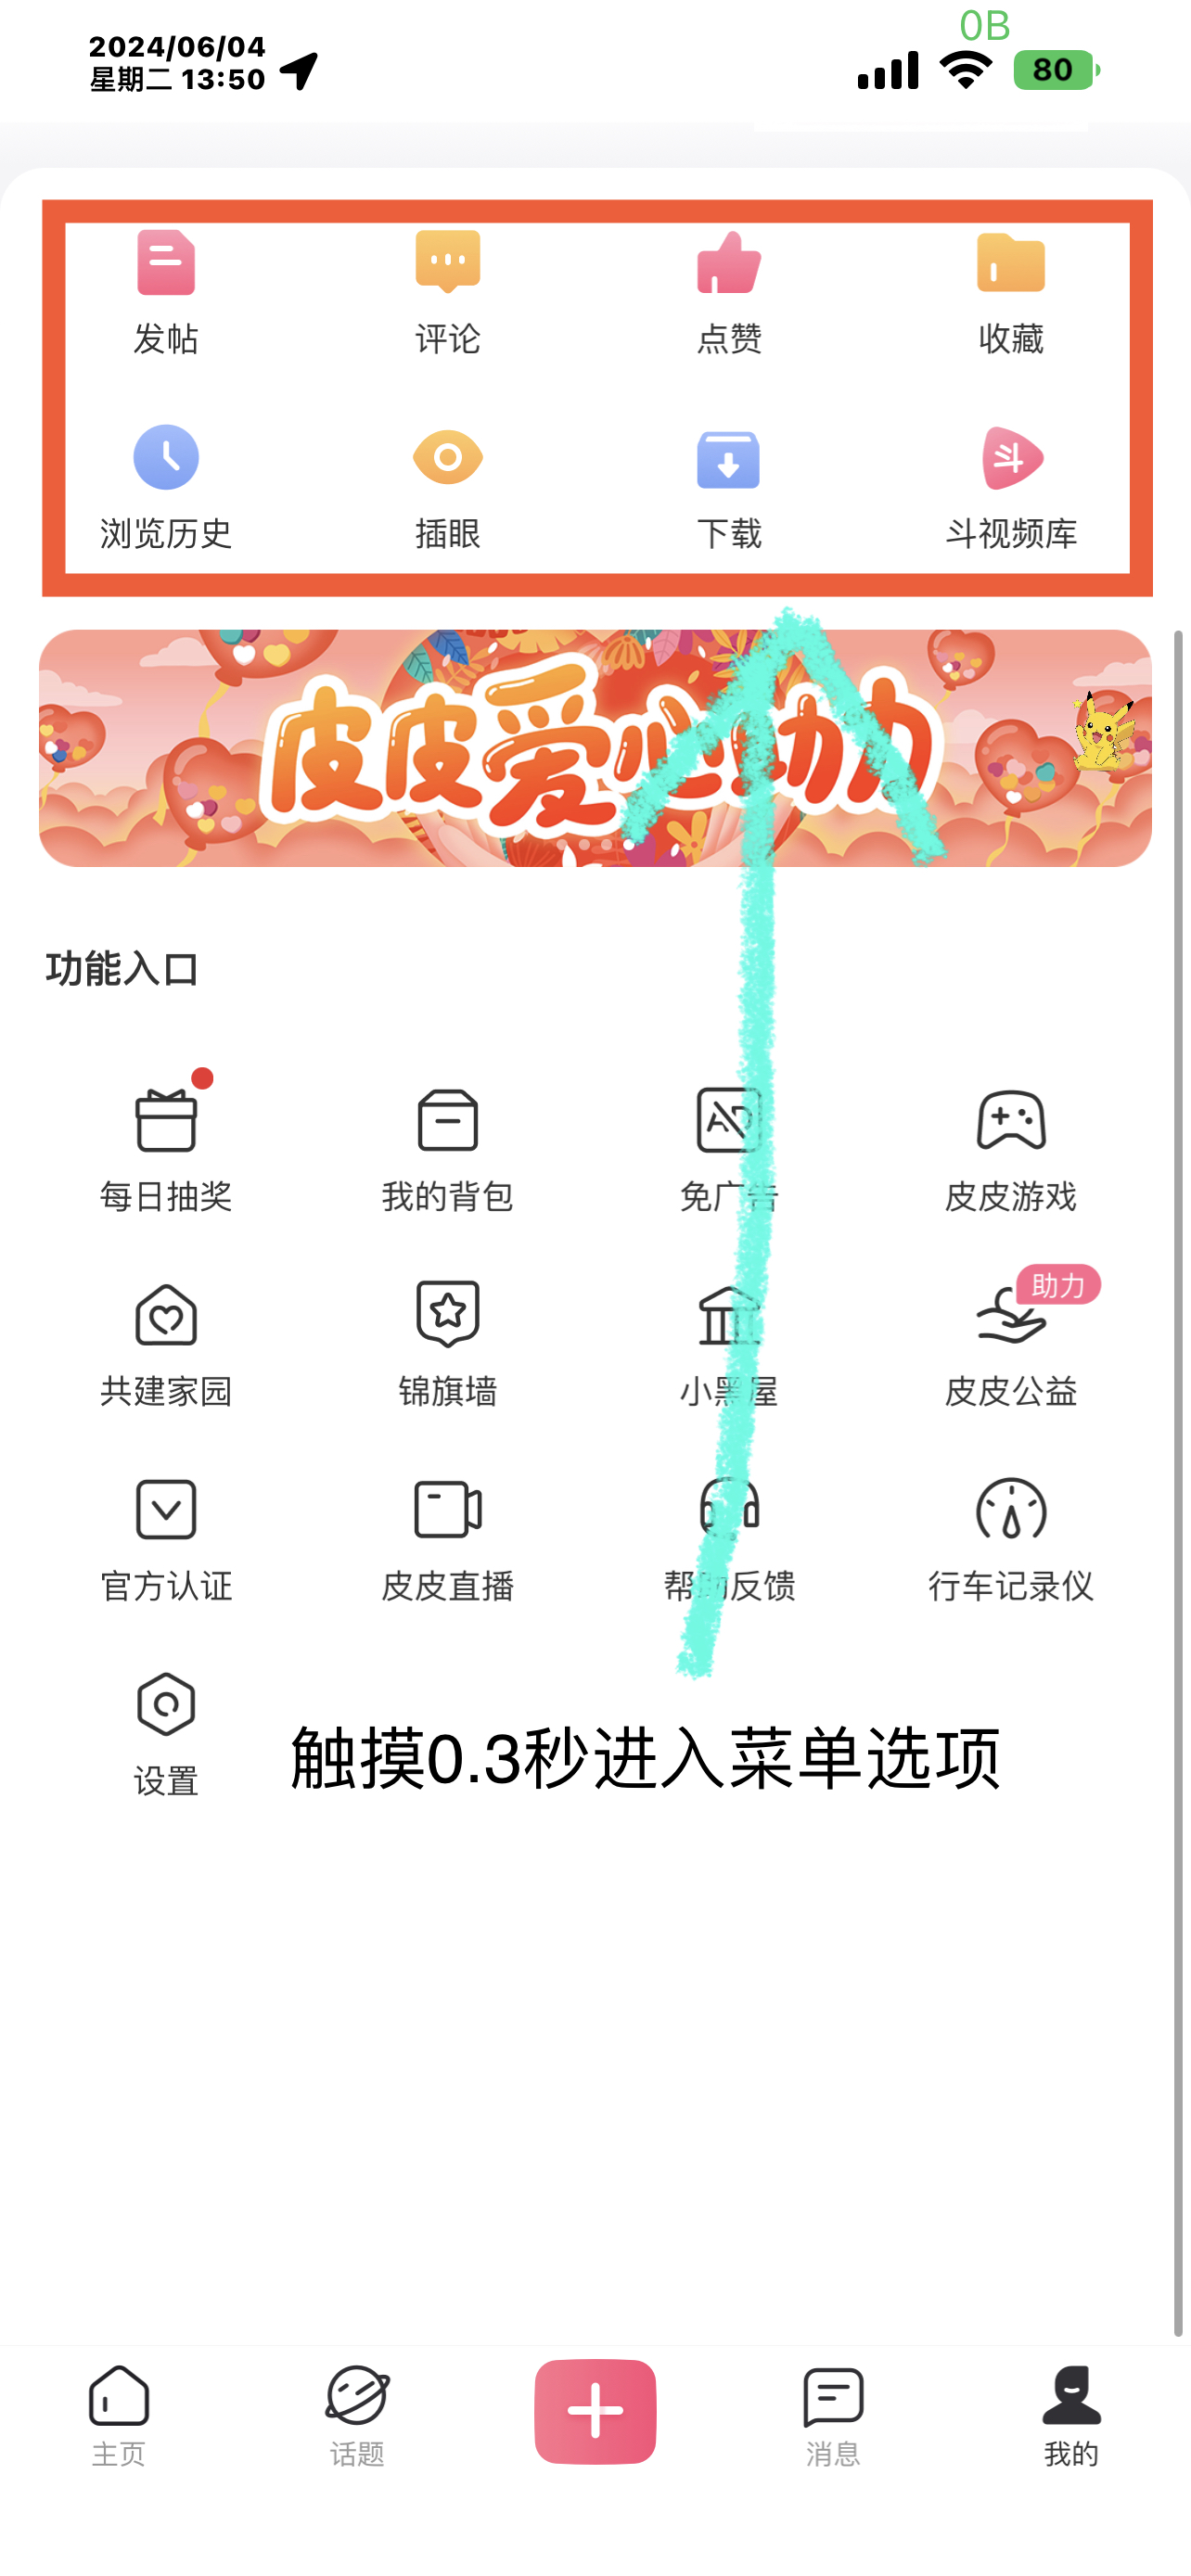 0B
2024/06/04
星期二 13:50
80
发帖 评论 点赞 收藏
浏览历史 插眼 下载 斗视频库
皮皮爱心助力
功能入口
每日抽奖 我的背包 免广告 皮皮游戏
助力
共建家园 锦旗墙 小黑屋 皮皮公益
官方认证 皮皮直播 帮助反馈 行车记录仪
设置
触摸0.3秒进入菜单选项
主页 话题 消息 我的